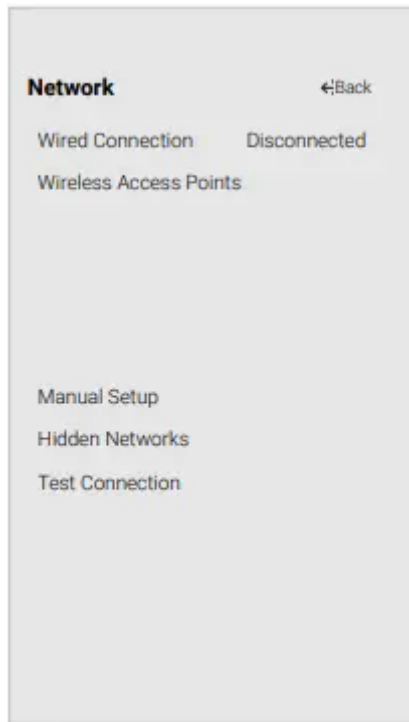 Network ←Back
Wired Connection Disconnected
Wireless Access Points
Manual Setup
Hidden Networks
Test Connection